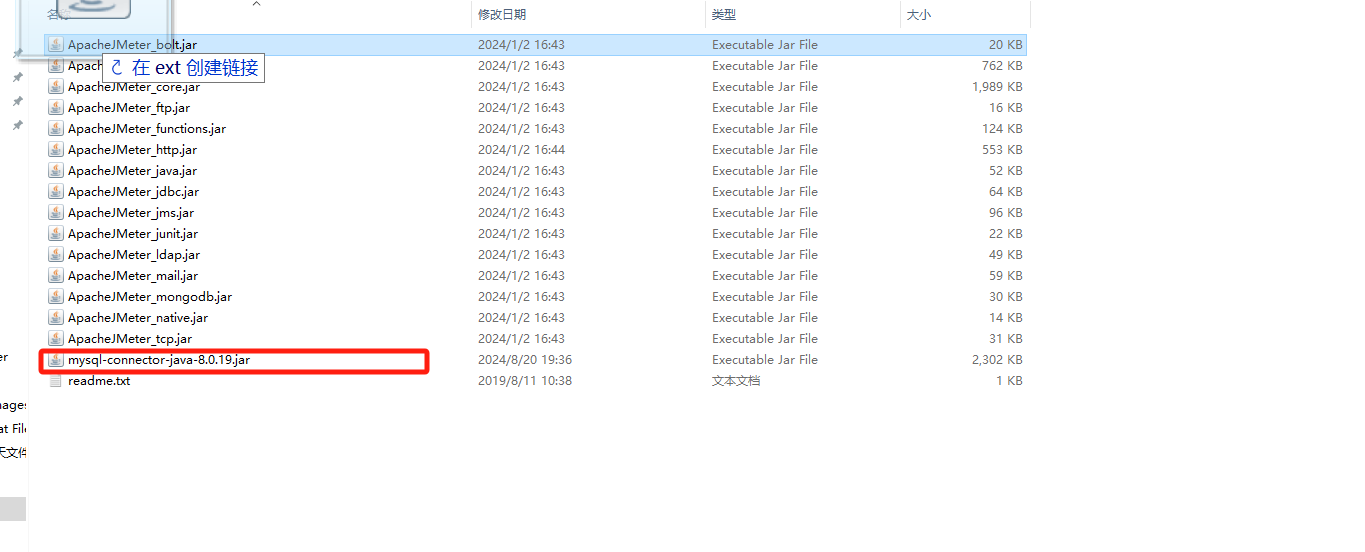 修改日期 类型 大小
ApacheJMeter_bolt.jar 2024/1/2 16:43 Executable Jar File 20 KB
在 ext 创建链接
2024/1/2 16:43 Executable Jar File 762 KB
ApacheJMeter_core.jar 2024/1/2 16:43 Executable Jar File 1,989 KB
ApacheJMeter_ftp.jar 2024/1/2 16:43 Executable Jar File 16 KB
ApacheJMeter_functions.jar 2024/1/2 16:43 Executable Jar File 124 KB
ApacheJMeter_http.jar 2024/1/2 16:44 Executable Jar File 553 KB
ApacheJMeter_java.jar 2024/1/2 16:43 Executable Jar File 52 KB
ApacheJMeter_jdbc.jar 2024/1/2 16:43 Executable Jar File 64 KB
ApacheJMeter_jms.jar 2024/1/2 16:43 Executable Jar File 96 KB
ApacheJMeter_junit.jar 2024/1/2 16:43 Executable Jar File 22 KB
ApacheJMeter_ldap.jar 2024/1/2 16:43 Executable Jar File 49 KB
ApacheJMeter_mail.jar 2024/1/2 16:43 Executable Jar File 59 KB
ApacheJMeter_mongodb.jar 2024/1/2 16:43 Executable Jar File 30 KB
ApacheJMeter_native.jar 2024/1/2 16:43 Executable Jar File 14 KB
ApacheJMeter_tcp.jar 2024/1/2 16:43 Executable Jar File 31 KB
mysql-connector-java-8.0.19.jar 2024/8/20 19:36 Executable Jar File 2,302 KB
readme.txt 2019/8/11 10:38 文本文档 1 KB